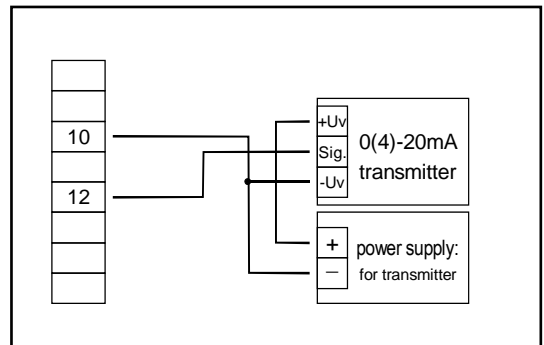 10
12
+Uv
Sig.
-Uv
0(4)-20mA
transmitter
+
−
power supply:
for transmitter